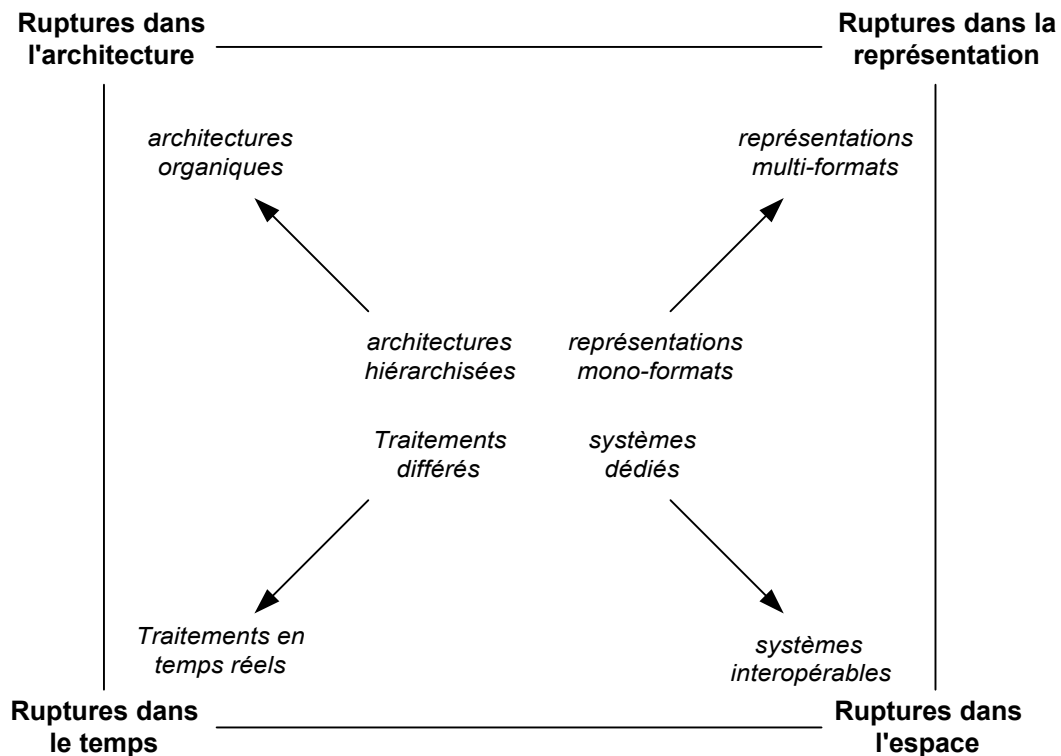 Ruptures dans
l'architecture
Ruptures dans la
représentation
architectures
organiques
représentations
multi-formats
architectures
hiérarchisées
représentations
mono-formats
Traitements
différés
systèmes
dédiés
Traitements en
temps réels
systèmes
interopérables
Ruptures dans
le temps
Ruptures dans
l'espace